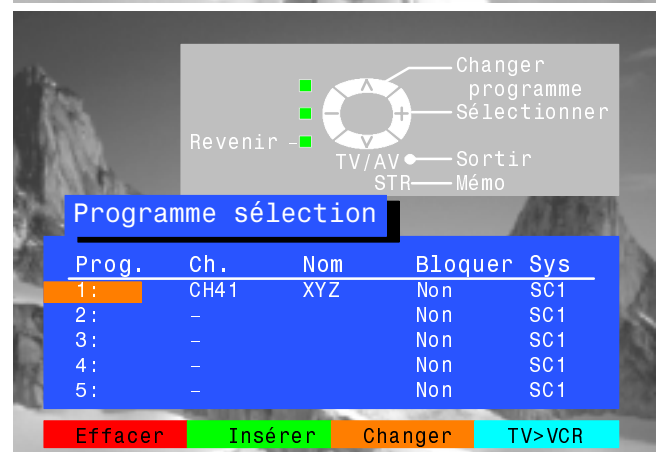 Changer
programme
Sélectionner
Revenir
TV/AV Sortir
STR Mémo
Programme sélection
Prog. Ch. Nom Bloquer Sys
1: CH41 XYZ Non SC1
2: – Non SC1
3: – Non SC1
4: – Non SC1
5: – Non SC1
Effacer Insérer Changer TV>VCR